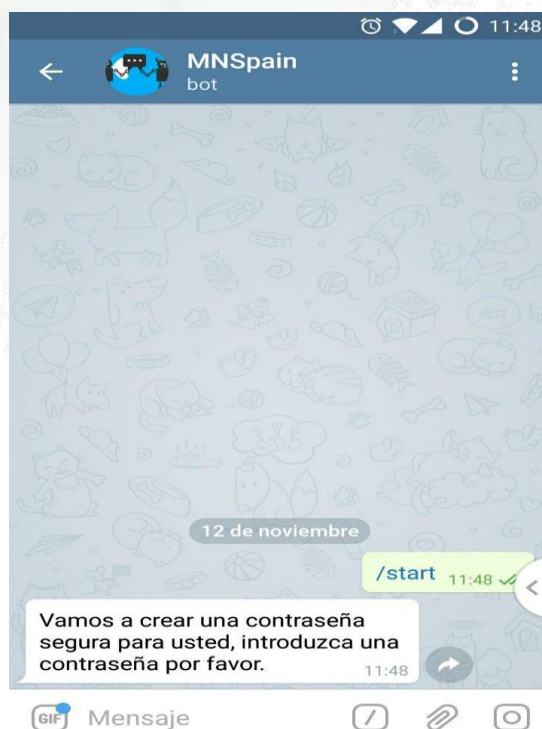 11:48
MNSpain
bot
12 de noviembre
/start 11:48
Vamos a crear una contraseña
segura para usted, introduzca una
contraseña por favor.
11:48
GIF Mensaje